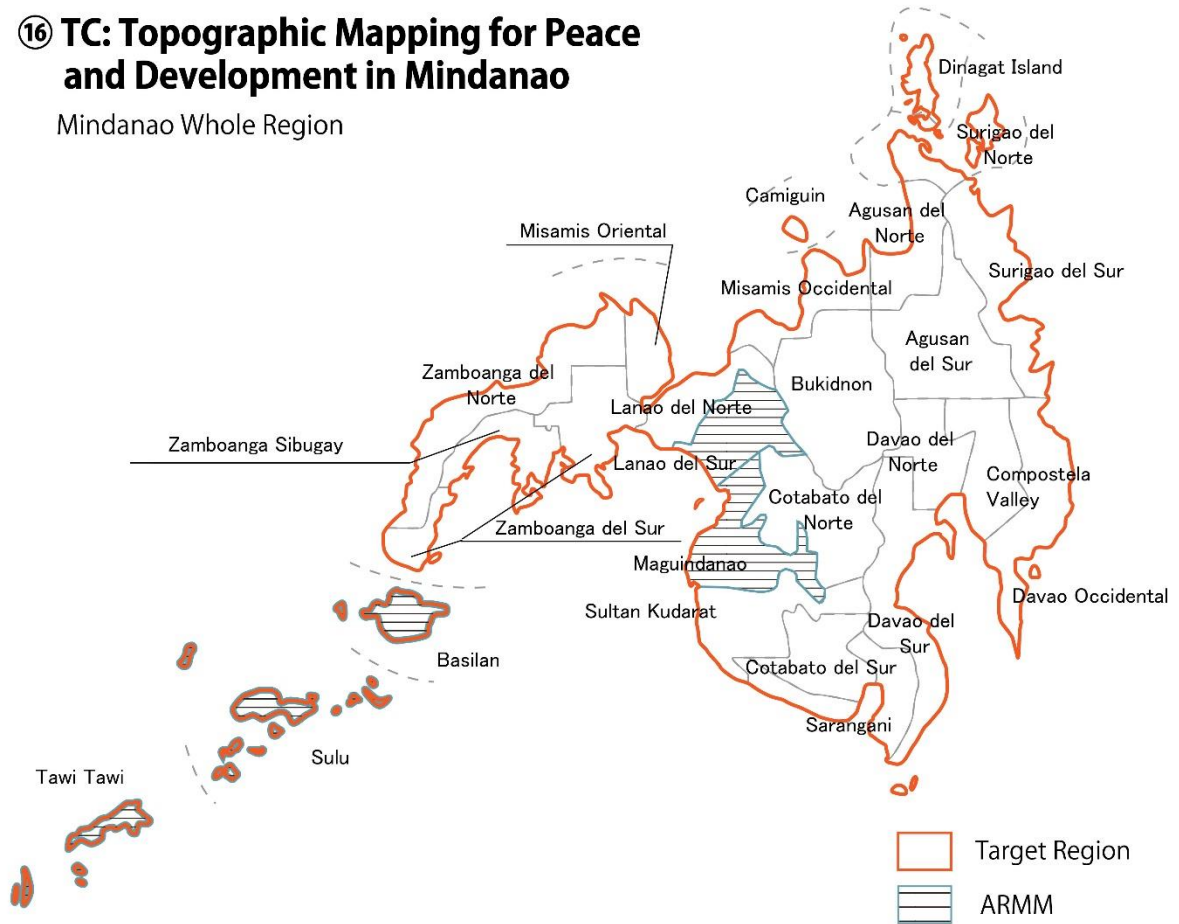 ⑯ TC: Topographic Mapping for Peace
and Development in Mindanao
Mindanao Whole Region
Dinagat Island
Surigao del
Norte
Camiguin
Agusan del
Norte
Misamis Oriental
Surigao del Sur
Misamis Occidental
Agusan
del Sur
Zamboanga del
Norte
Bukidnon
Lanao del Norte
Zamboanga Sibugay
Davao del
Norte
Lanao del Sur
Compostela
Valley
Cotabato del
Norte
Zamboanga del Sur
Maguindanao
Davao Occidental
Sultan Kudarat
Davao del
Sur
Basilan
Cotabato del Sur
Sarangani
Sulu
Tawi Tawi
Target Region
ARMM